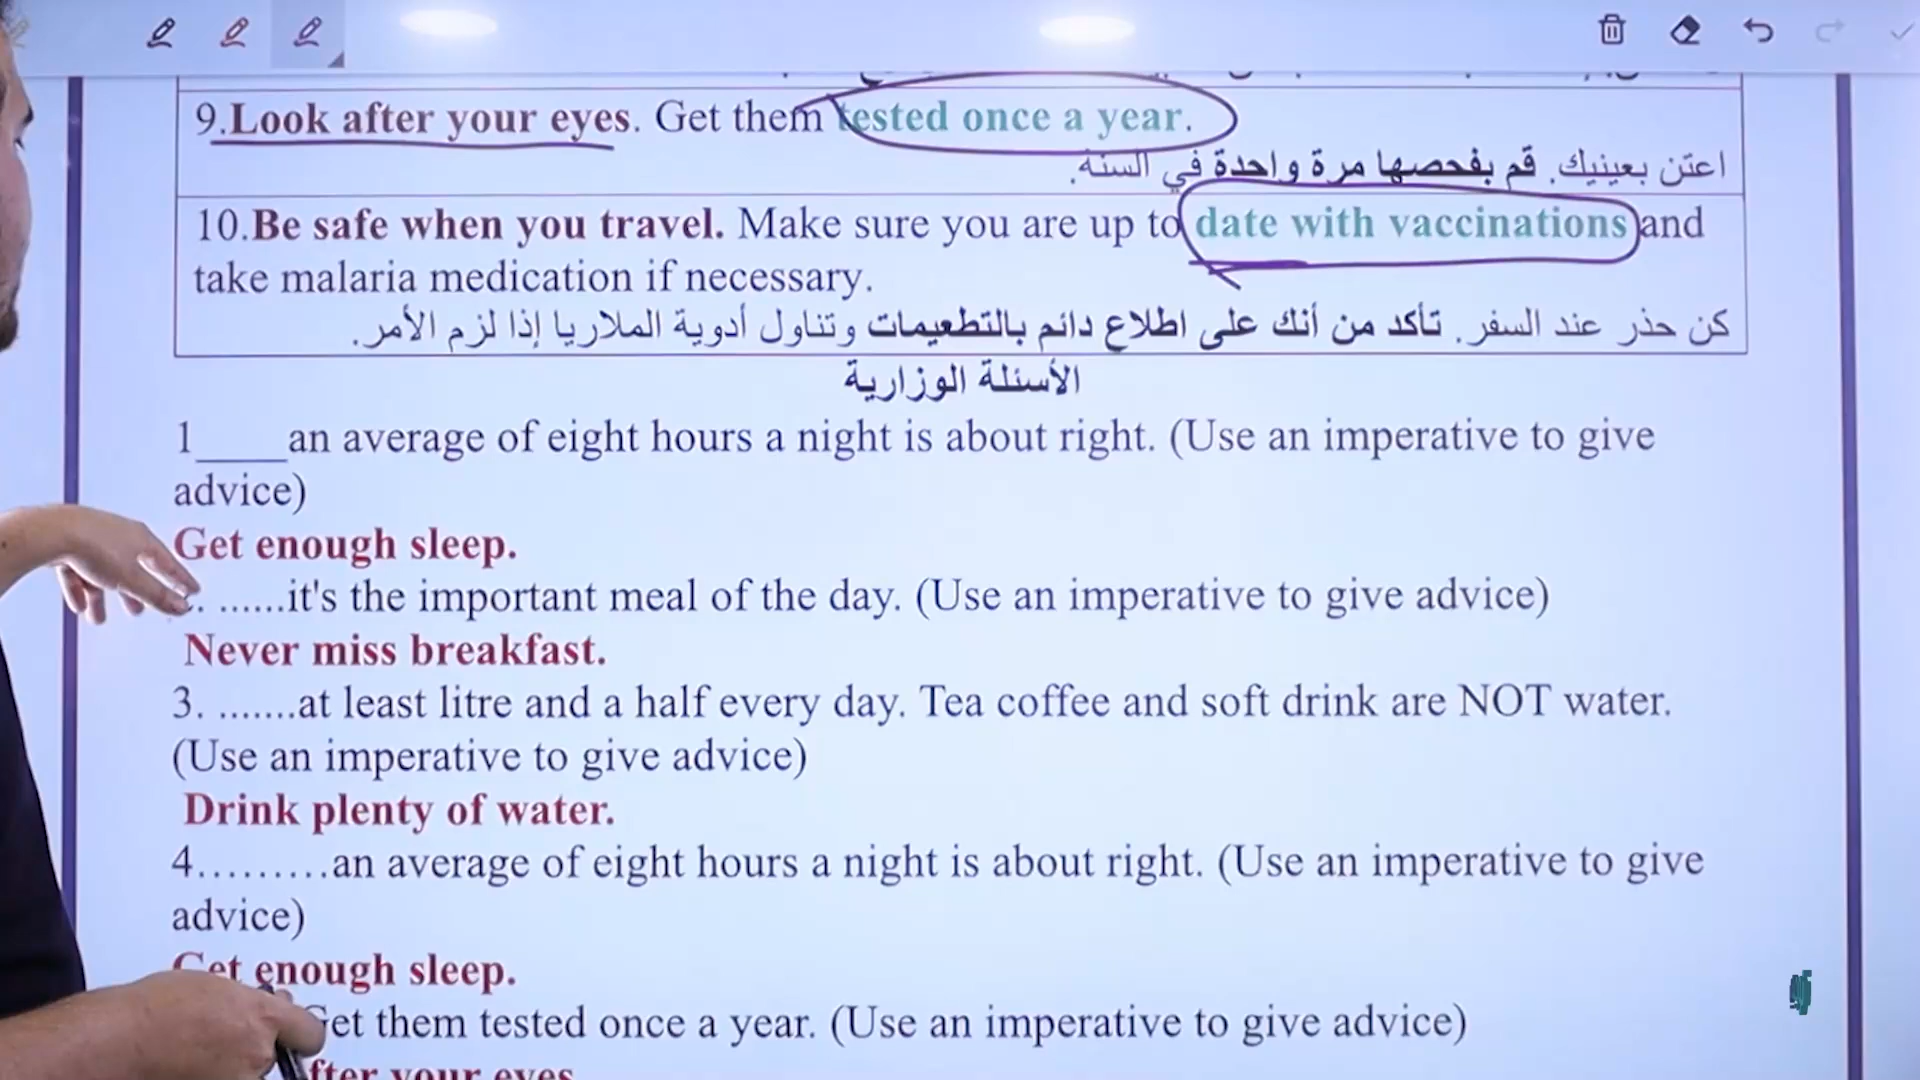 9.Look after your eyes. Get them tested once a year.
اعتن بعينيك. قم بفحصها مرة واحدة في السنة.
10.Be safe when you travel. Make sure you are up to date with vaccinations and
take malaria medication if necessary.
كن حذر عند السفر. تأكد من أنك على اطلاع دائم بالتطعيمات وتناول أدوية الملاريا إذا لزم الأمر.
الأسئلة الوزارية
1____an average of eight hours a night is about right. (Use an imperative to give
advice)
Get enough sleep.
......it's the important meal of the day. (Use an imperative to give advice)
Never miss breakfast.
3. .......at least litre and a half every day. Tea coffee and soft drink are NOT water.
(Use an imperative to give advice)
Drink plenty of water.
4.........an average of eight hours a night is about right. (Use an imperative to give
advice)
Get enough sleep.
Get them tested once a year. (Use an imperative to give advice)
after your eyes